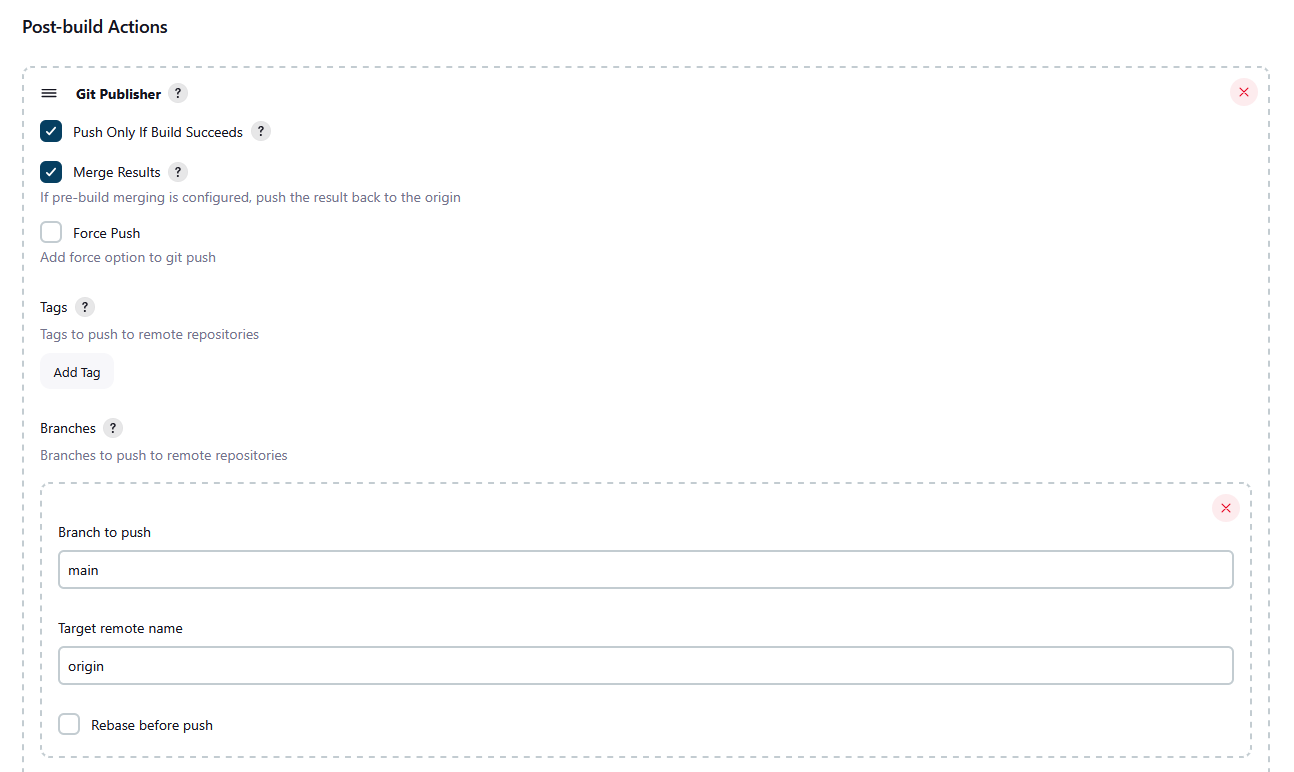 Post-build Actions
Git Publisher ?
Push Only If Build Succeeds ?
Merge Results ?
If pre-build merging is configured, push the result back to the origin
Force Push
Add force option to git push
Tags ?
Tags to push to remote repositories
Add Tag
Branches ?
Branches to push to remote repositories
Branch to push
main
Target remote name
origin
Rebase before push